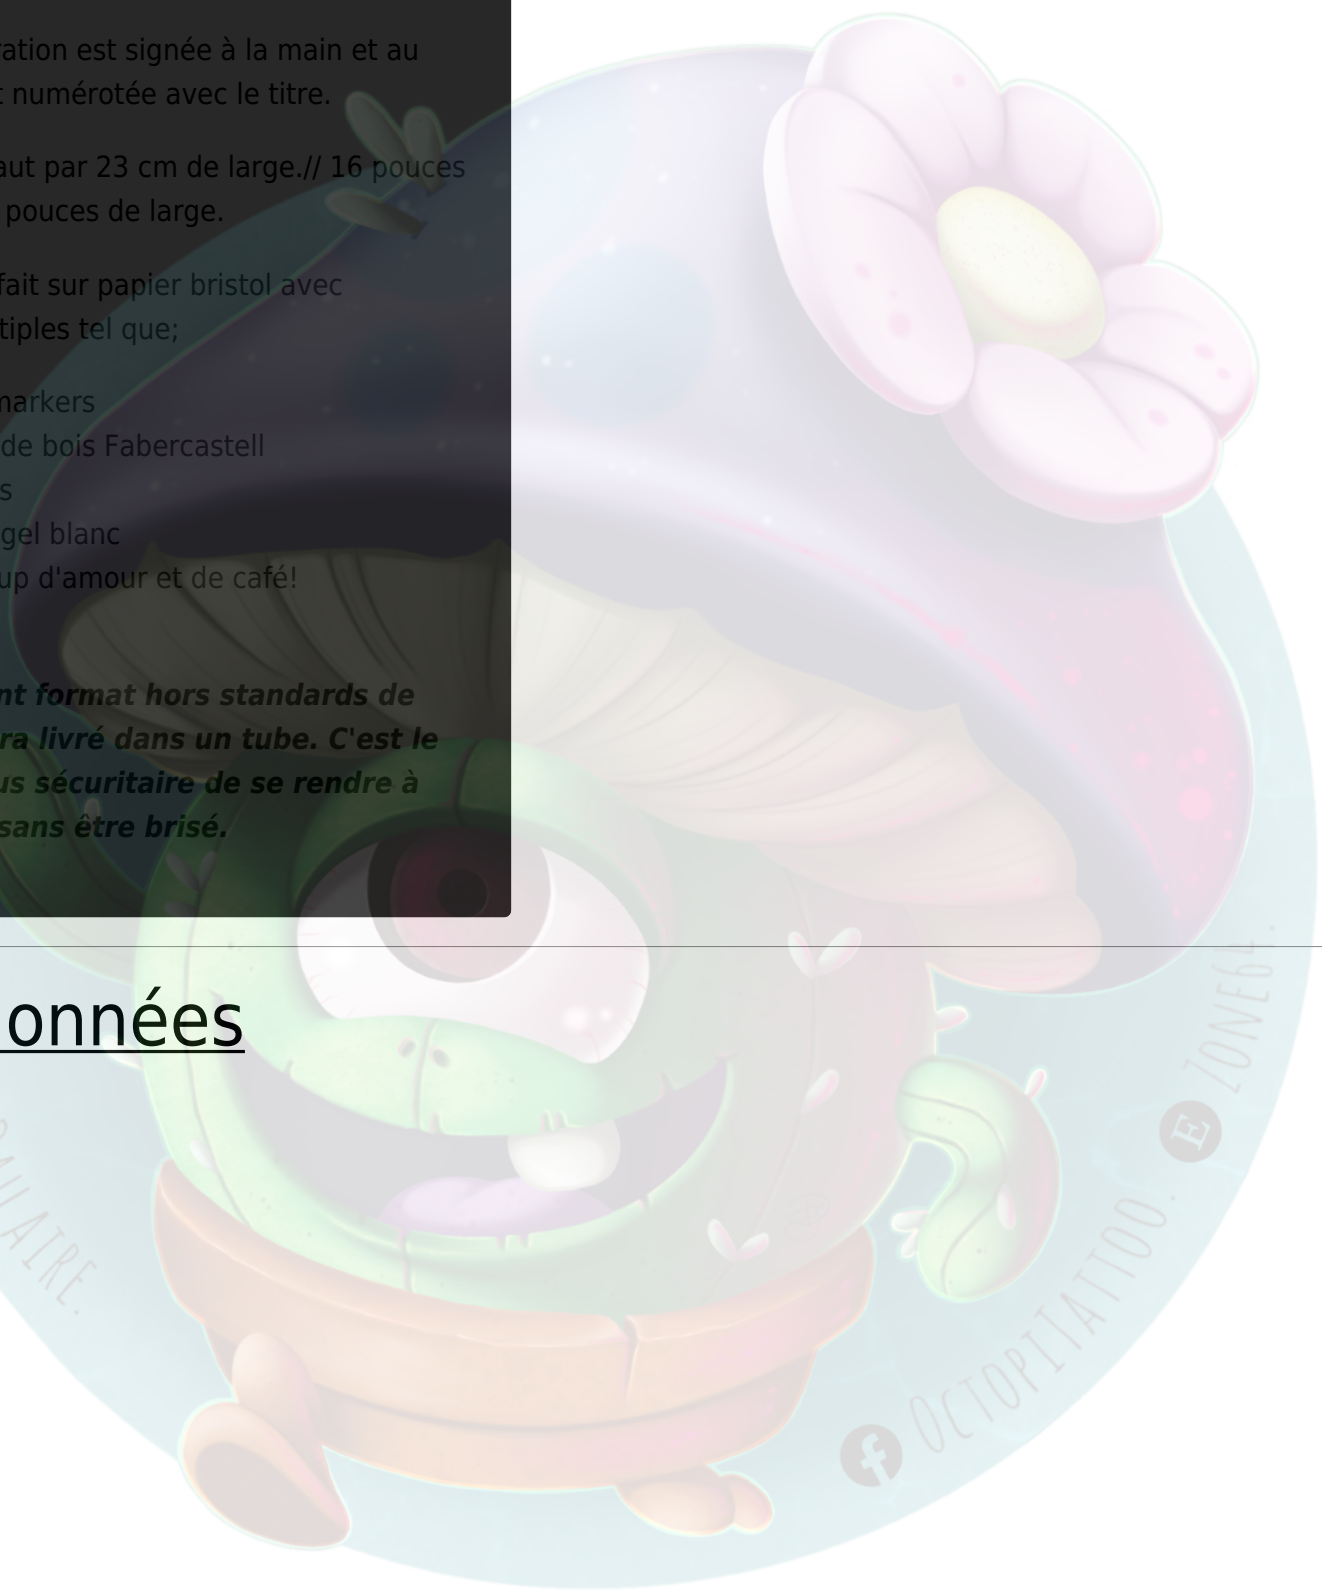 ration est signée à la main et au
t numérotée avec le titre.
aut par 23 cm de large.// 16 pouces
pouces de large.
fait sur papier bristol avec
tiples tel que;
markers
de bois Fabercastell
s
gel blanc
up d'amour et de café!
nt format hors standards de
ra livré dans un tube. C'est le
us sécuritaire de se rendre à
sans être brisé.
onnées
ULAIRE.
OCTOPITATTOO.
E ZONE6L.